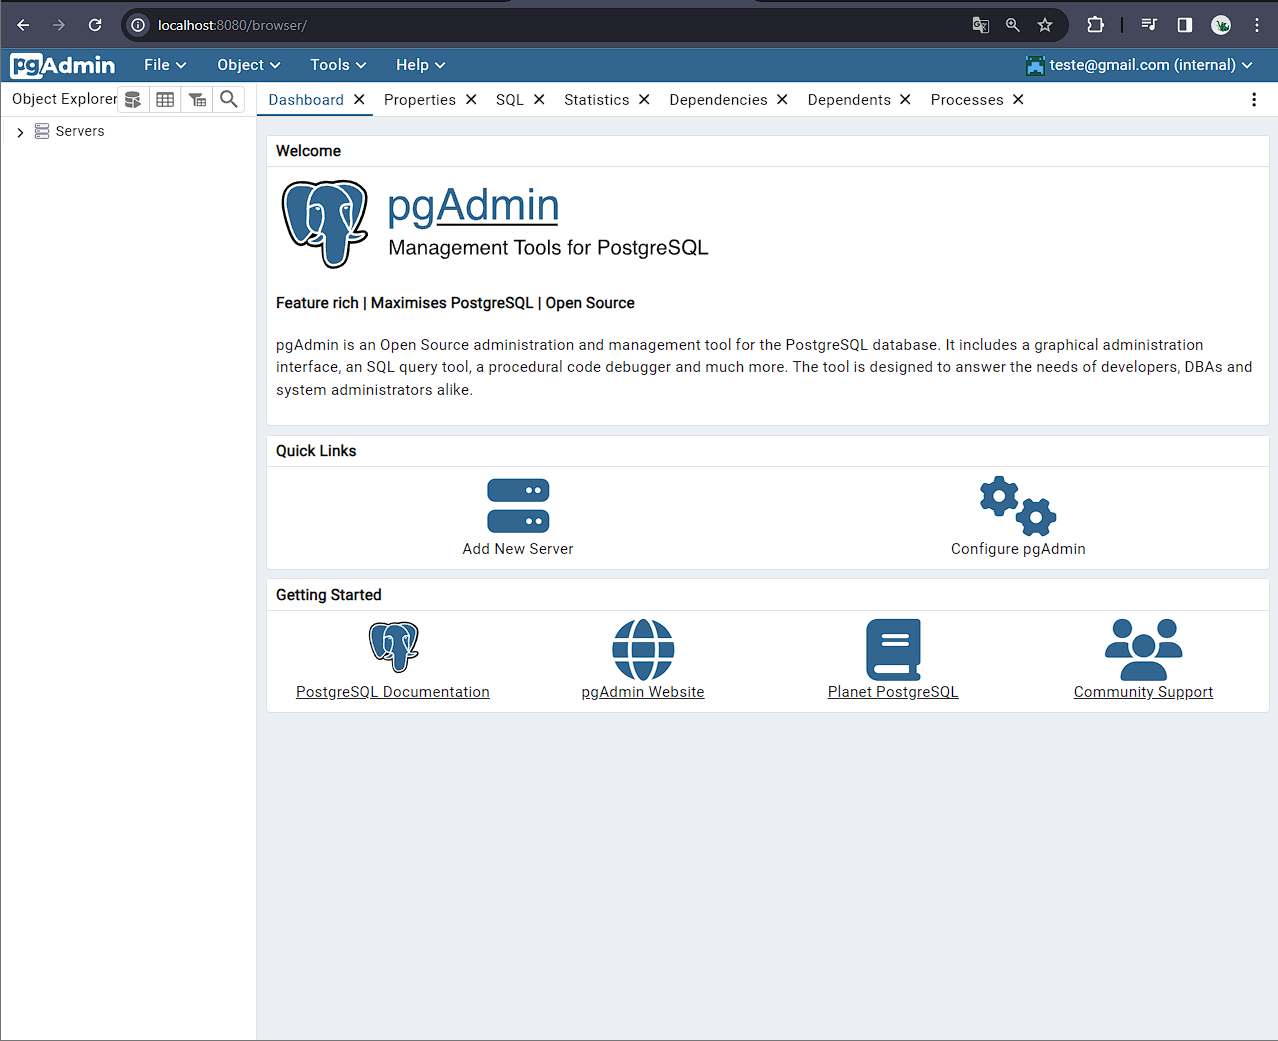 localhost:8080/browser/
pgAdmin File Object Tools Help teste@gmail.com (internal)
Object Explorer Dashboard Properties SQL Statistics Dependencies Dependents Processes
Servers
Welcome
pgAdmin
Management Tools for PostgreSQL
Feature rich | Maximises PostgreSQL | Open Source
pgAdmin is an Open Source administration and management tool for the PostgreSQL database. It includes a graphical administration
interface, an SQL query tool, a procedural code debugger and much more. The tool is designed to answer the needs of developers, DBAs and
system administrators alike.
Quick Links
Add New Server Configure pgAdmin
Getting Started
PostgreSQL Documentation pgAdmin Website Planet PostgreSQL Community Support